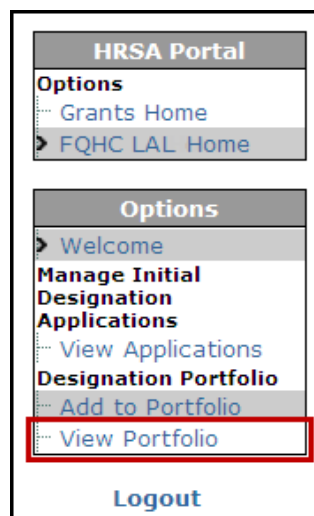 HRSA Portal
Options
Grants Home
FQHC LAL Home
Options
Welcome
Manage Initial
Designation
Applications
View Applications
Designation Portfolio
Add to Portfolio
View Portfolio
Logout